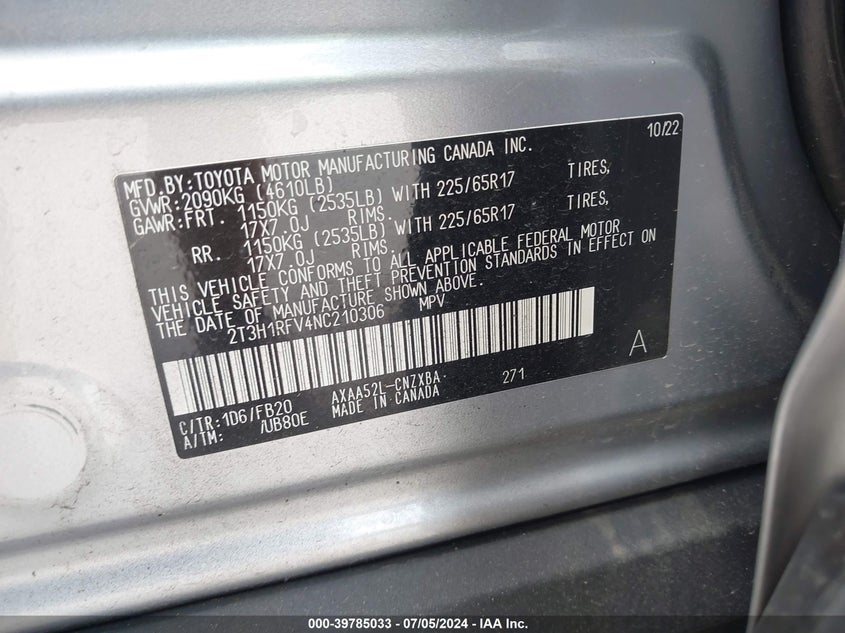 10/22
MFD.BY:TOYOTA MOTOR MANUFACTURING CANADA INC.
GVWR:2090KG (4610LB)
GAWR:FRT. 1150KG (2535LB) WITH 225/65R17 TIRES,
17X7.0J RIMS.
RR. 1150KG (2535LB) WITH 225/65R17 TIRES,
17X7.0J RIMS.
THIS VEHICLE CONFORMS TO ALL APPLICABLE FEDERAL MOTOR
VEHICLE SAFETY AND THEFT PREVENTION STANDARDS IN EFFECT ON
THE DATE OF MANUFACTURE SHOWN ABOVE.
2T3H1RFV4NC210306 MPV
A
C/TR:1D6/FB20 AXAA52L-CNZXBA 271
A/TM: /UB80E MADE IN CANADA
000-39785033 - 07/05/2024 - IAA Inc.